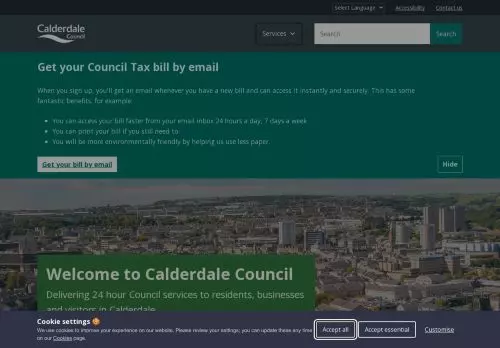 Select Language
Accessibility
Contact us
Calderdale
Council
Services
Search
Search
Get your Council Tax bill by email
When you sign up, you'll get an email whenever you have a new bill and can access it instantly and securely. This has some
fantastic benefits, for example:
You can access your bill faster from your email inbox 24 hours a day, 7 days a week.
You can print your bill if you still need to.
You will be more environmentally friendly by helping us use less paper.
Get your bill by email
Hide
Welcome to Calderdale Council
Delivering 24 hour Council services to residents, businesses
and visitors in Calderdale
Cookie settings 🍪
We use cookies to improve your experience on our website. Please review your settings; you can update these any time
on our Cookies page.
Accept all
Accept essential
Customise